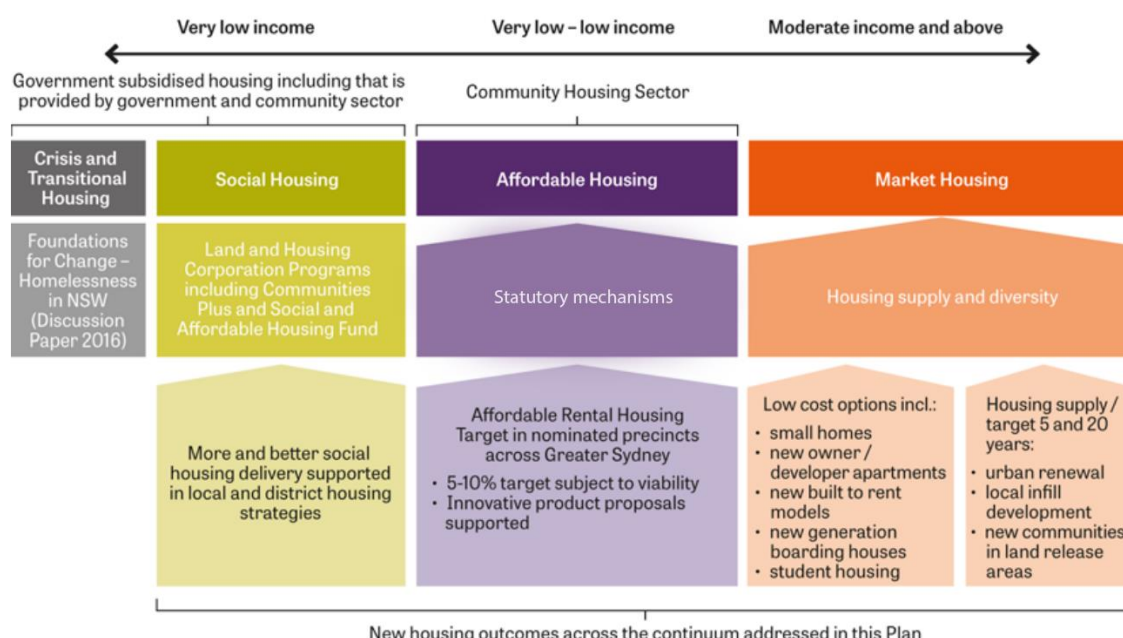 Very low income
Very low – low income
Moderate income and above
Government subsidised housing including that is
provided by government and community sector
Community Housing Sector
Crisis and
Transitional
Housing
Social Housing
Affordable Housing
Market Housing
Foundations
for Change –
Homelessness
in NSW
(Discussion
Paper 2016)
Land and Housing
Corporation Programs
including Communities
Plus and Social and
Affordable Housing Fund
Statutory mechanisms
Housing supply and diversity
More and better social
housing delivery supported
in local and district housing
strategies
Affordable Rental Housing
Target in nominated precincts
across Greater Sydney
• 5-10% target subject to viability
• Innovative product proposals
supported
Low cost options incl.:
• small homes
• new owner /
developer apartments
• new built to rent
models
• new generation
boarding houses
• student housing
Housing supply /
target 5 and 20
years:
• urban renewal
• local infill
development
• new communities
in land release
areas
New housing outcomes across the continuum addressed in this Plan